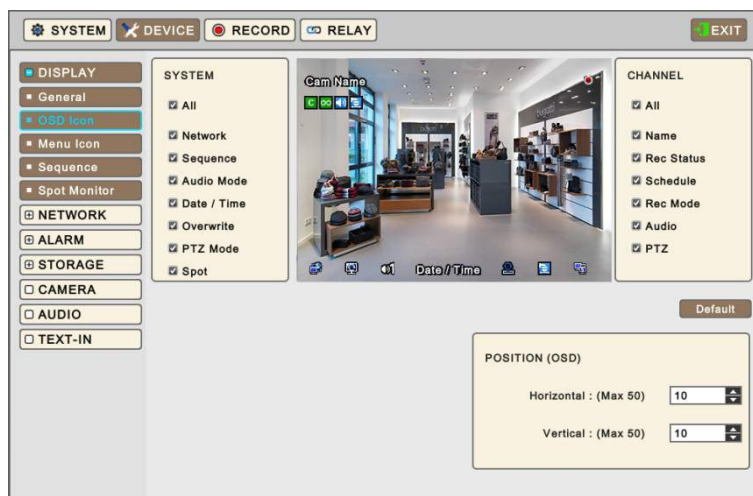 SYSTEM DEVICE RECORD RELAY EXIT
DISPLAY
General
OSD Icon
Menu Icon
Sequence
Spot Monitor
NETWORK
ALARM
STORAGE
CAMERA
AUDIO
TEXT-IN
SYSTEM
All
Network
Sequence
Audio Mode
Date / Time
Overwrite
PTZ Mode
Spot
Cam Name
C
bugatti
Date / Time
CHANNEL
All
Name
Rec Status
Schedule
Rec Mode
Audio
PTZ
Default
POSITION (OSD)
Horizontal : (Max 50) 10
Vertical : (Max 50) 10